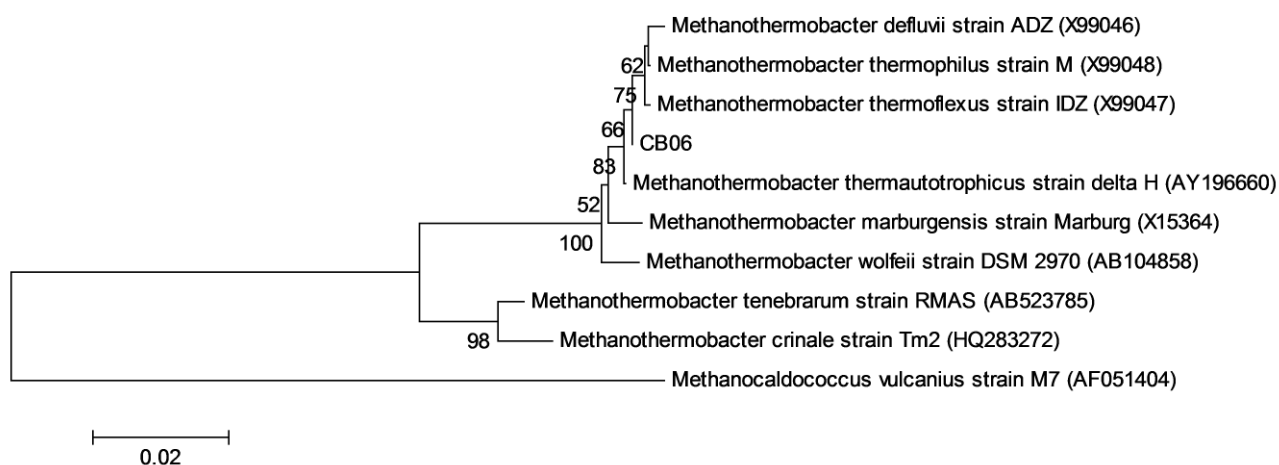 Methanothermobacter defluvii strain ADZ (X99046)
62
Methanothermobacter thermophilus strain M (X99048)
75
Methanothermobacter thermoflexus strain IDZ (X99047)
66
CB06
83
Methanothermobacter thermautotrophicus strain delta H (AY196660)
52
Methanothermobacter marburgensis strain Marburg (X15364)
100
Methanothermobacter wolfeii strain DSM 2970 (AB104858)
Methanothermobacter tenebrarum strain RMAS (AB523785)
98
Methanothermobacter crinale strain Tm2 (HQ283272)
Methanocaldococcus vulcanius strain M7 (AF051404)
0.02